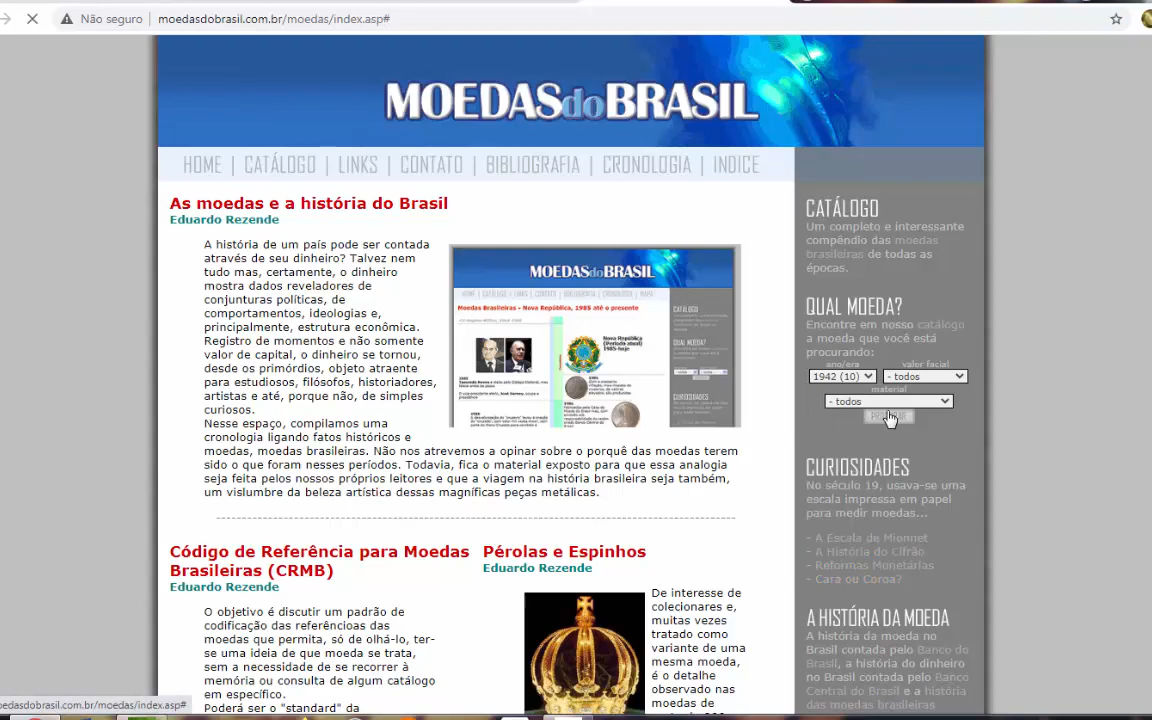 Não seguro | moedasdobrasil.com.br/moedas/index.asp#
MOEDASdoBRASIL
HOME | CATÁLOGO | LINKS | CONTATO | BIBLIOGRAFIA | CRONOLOGIA | INDICE
As moedas e a história do Brasil
Eduardo Rezende
A história de um país pode ser contada
através de seu dinheiro? Talvez nem
tudo mas, certamente, o dinheiro
mostra dados reveladores de
conjunturas políticas, de
comportamentos, ideologias e,
principalmente, estrutura econômica.
Registro de momentos e não somente
valor de capital, o dinheiro se tornou,
desde os primórdios, objeto atraente
para estudiosos, filósofos, historiadores,
artistas e até, porque não, de simples
curiosos.
Nesse espaço, compilamos uma
cronologia ligando fatos históricos e
moedas, moedas brasileiras. Não nos atrevemos a opinar sobre o porquê das moedas terem
sido o que foram nesses períodos. Todavia, fica o material exposto para que essa analogia
seja feita pelos nossos próprios leitores e que a viagem na história brasileira seja também,
um vislumbre da beleza artística dessas magníficas peças metálicas.
MOEDASdoBRASIL
Moedas Brasileiras - Nova República, 1985 até o presente
Nova República
(Período atual)
1985-hoje
Código de Referência para Moedas
Brasileiras (CRMB)
Eduardo Rezende
O objetivo é discutir um padrão de
codificação das referêncioas das
moedas que permita, só de olhá-lo, ter-
se uma ideia de que moeda se trata,
sem a necessidade de se recorrer à
memória ou consulta de algum catálogo
em específico.
Poderá ser o "standard" da
Pérolas e Espinhos
Eduardo Rezende
De interesse de
colecionares e,
muitas vezes
tratado como
variante de uma
mesma moeda,
é o detalhe
observado nas
moedas de
CATÁLOGO
Um completo e interessante
compêndio das moedas
brasileiras de todas as
épocas.
QUAL MOEDA?
Encontre em nosso catálogo
a moeda que você está
procurando:
ano/era valor facial
1942 (10) - todos
material
- todos
CURIOSIDADES
No século 19, usava-se uma
escala impressa em papel
para medir moedas...
- A Escala de Mionnet
- A História do Cifrão
- Reformas Monetárias
- Cara ou Coroa?
A HISTÓRIA DA MOEDA
A história da moeda no
Brasil contada pelo Banco do
Brasil, a história do dinheiro
no Brasil contada pelo Banco
Central do Brasil e a história
das moedas brasileiras
oedasdobrasil.com.br/moedas/index.asp#